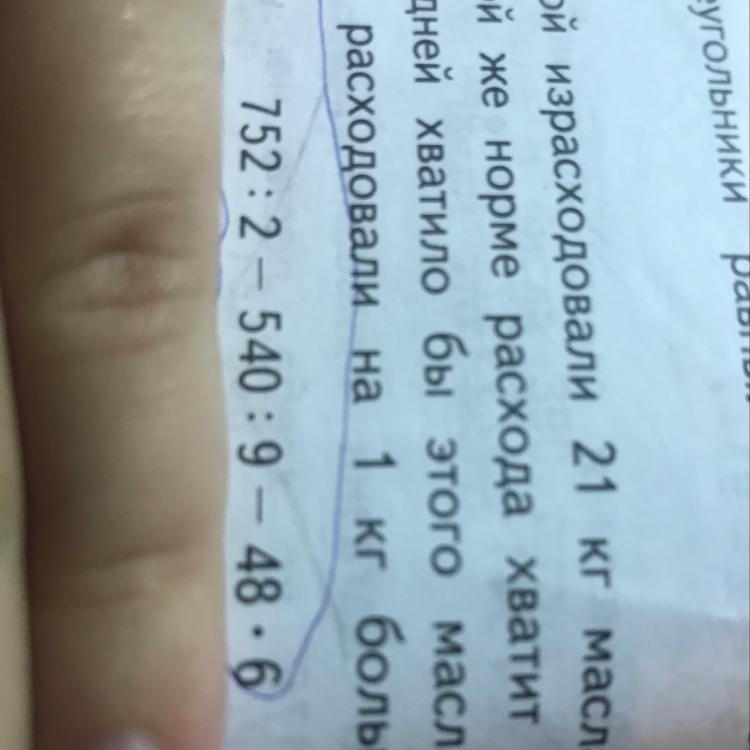 равны
ой израсходовали 21 кг масл
й же норме расхода хватит
дней хватило бы этого масл
расходовали на 1 кг боль
752 : 2 – 540 : 9 – 48 · 6